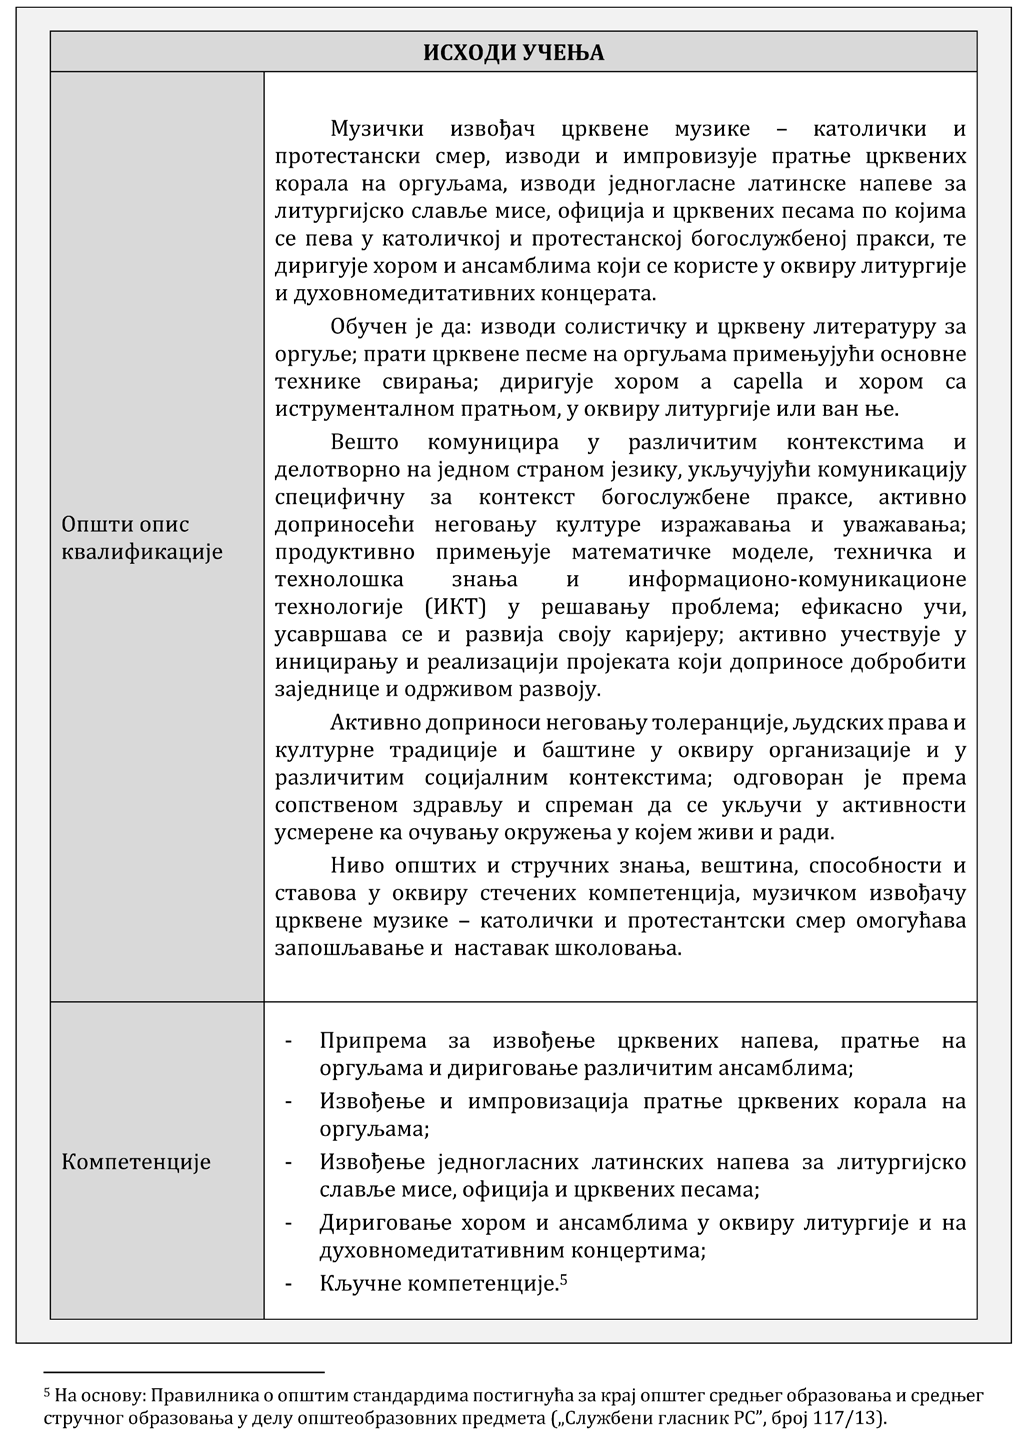 ИСХОДИ УЧЕЊА
Општи опис
квалификације
Музички извођач црквене музике – католички и
протестански смер, изводи и импровизује пратње црквених
корала на оргуљама, изводи једногласне латинске напеве за
литургијско славље мисе, официја и црквених песама по којима
се пева у католичкој и протестанској богослужбеној пракси, те
диригује хором и ансамблима који се користе у оквиру литургије
и духовномедитативних концерата.
Обучен је да: изводи солистичку и црквену литературу за
оргуље; прати црквене песме на оргуљама примењујући основне
технике свирања; диригује хором a capella и хором са
иструменталном пратњом, у оквиру литургије или ван ње.
Вешто комуницира у различитим контекстима и
делотворно на једном страном језику, укључујући комуникацију
специфичну за контекст богослужбене праксе, активно
доприносећи неговању културе изражавања и уважавања;
продуктивно примењује математичке моделе, техничка и
технолошка знања и информационо-комуникационе
технологије (ИКТ) у решавању проблема; ефикасно учи,
усавршава се и развија своју каријеру; активно учествује у
иницирању и реализацији пројеката који доприносе добробити
заједнице и одрживом развоју.
Активно доприноси неговању толеранције, људских права и
културне традиције и баштине у оквиру организације и у
различитим социјалним контекстима; одговоран је према
сопственом здрављу и спреман да се укључи у активности
усмерене ка очувању окружења у којем живи и ради.
Ниво општих и стручних знања, вештина, способности и
ставова у оквиру стечених компетенција, музичком извођачу
црквене музике – католички и протестантски смер омогућава
запошљавање и наставак школовања.
Компетенције
- Припрема за извођење црквених напева, пратње на
оргуљама и дириговање различитим ансамблима;
- Извођење и импровизација пратње црквених корала на
оргуљама;
- Извођење једногласних латинских напева за литургијско
славље мисе, официја и црквених песама;
- Дириговање хором и ансамблима у оквиру литургије и на
духовномедитативним концертима;
- Кључне компетенције.⁵
⁵ На основу: Правилника о општим стандардима постигнућа за крај општег средњег образовања и средњег
стручног образовања у делу општеобразовних предмета („Службени гласник РС”, број 117/13).